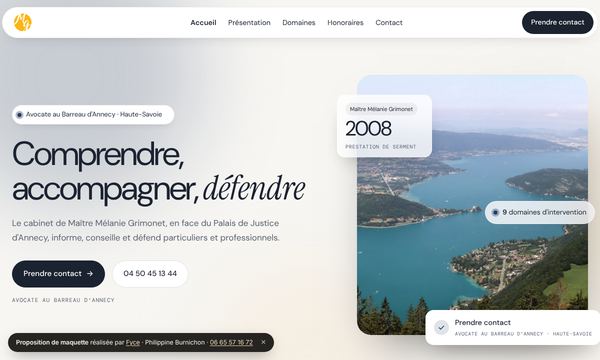 Accueil Présentation Domaines Honoraires Contact Prendre contact
Avocate au Barreau d'Annecy · Haute-Savoie
Comprendre,
accompagner, défendre
Le cabinet de Maître Mélanie Grimonet, en face du Palais de Justice
d'Annecy, informe, conseille et défend particuliers et professionnels.
Prendre contact → 04 50 45 13 44
AVOCATE AU BARREAU D'ANNECY
Maître Mélanie Grimonet
2008
PRESTATION DE SERMENT
9 domaines d'intervention
Prendre contact
AVOCATE AU BARREAU D'ANNECY · HAUTE-SAVOIE
Proposition de maquette réalisée par Fyce · Philippine Burnichon · 06 65 57 16 72 ×